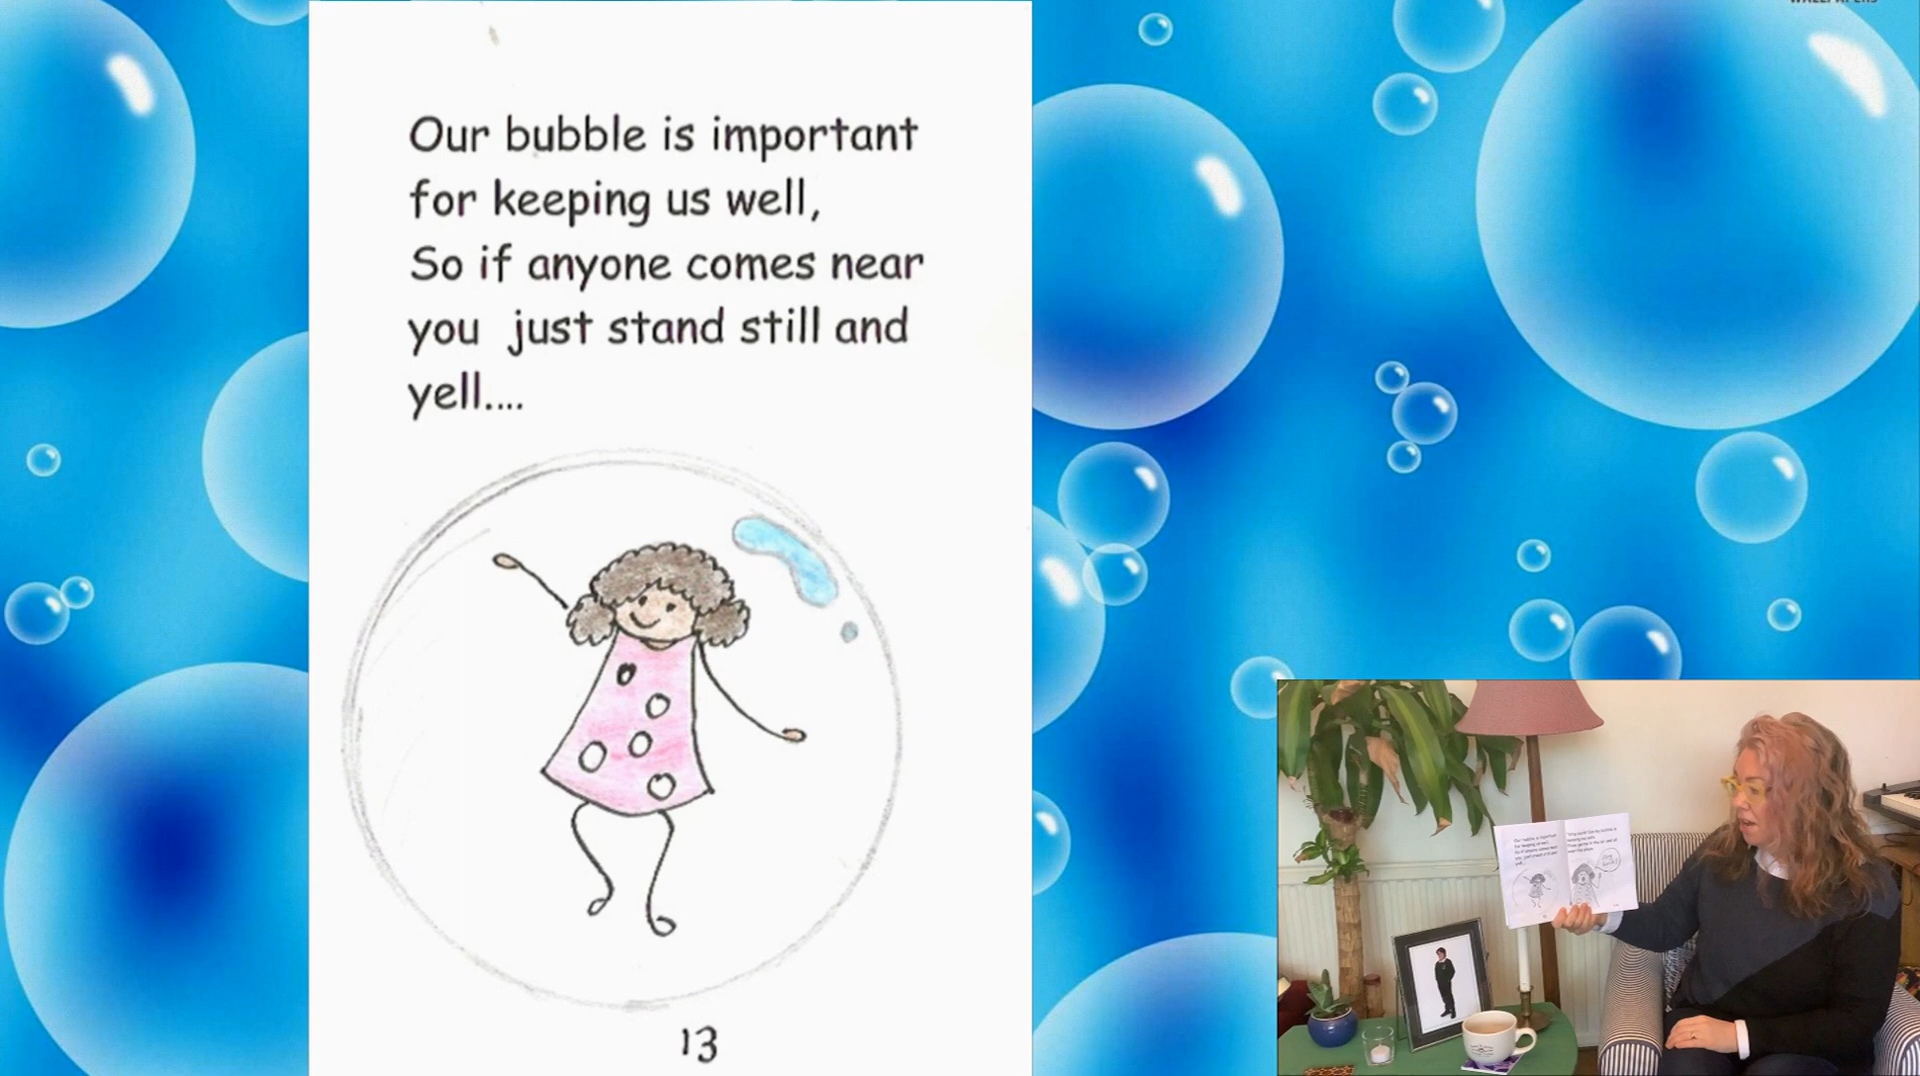 Our bubble is important
for keeping us well,
So if anyone comes near
you just stand still and
yell....
13